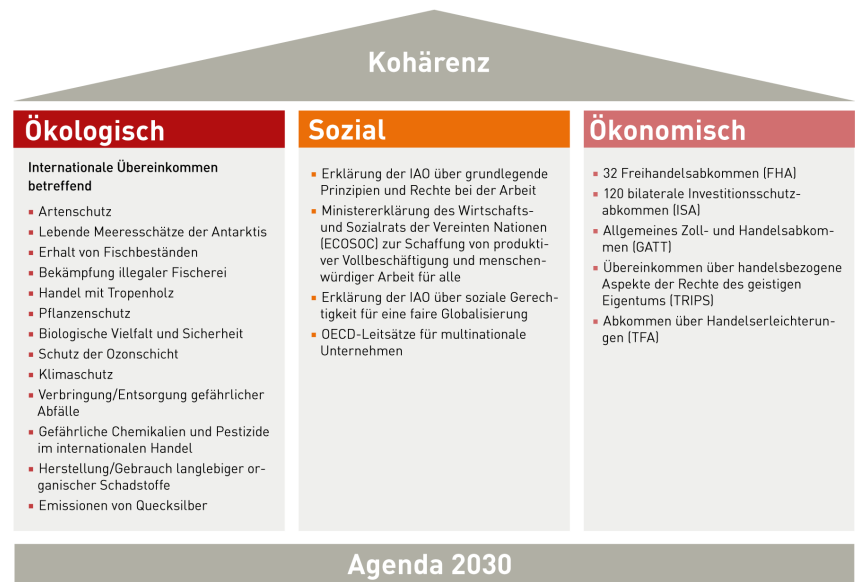 Kohärenz
Ökologisch
Internationale Übereinkommen
betreffend
▪ Artenschutz
▪ Lebende Meeresschätze der Antarktis
▪ Erhalt von Fischbeständen
▪ Bekämpfung illegaler Fischerei
▪ Handel mit Tropenholz
▪ Pflanzenschutz
▪ Biologische Vielfalt und Sicherheit
▪ Schutz der Ozonschicht
▪ Klimaschutz
▪ Verbringung/Entsorgung gefährlicher
Abfälle
▪ Gefährliche Chemikalien und Pestizide
im internationalen Handel
▪ Herstellung/Gebrauch langlebiger or-
ganischer Schadstoffe
▪ Emissionen von Quecksilber
Sozial
▪ Erklärung der IAO über grundlegende
Prinzipien und Rechte bei der Arbeit
▪ Ministererklärung des Wirtschafts-
und Sozialrats der Vereinten Nationen
(ECOSOC) zur Schaffung von produkti-
ver Vollbeschäftigung und menschen-
würdiger Arbeit für alle
▪ Erklärung der IAO über soziale Gerech-
tigkeit für eine faire Globalisierung
▪ OECD-Leitsätze für multinationale
Unternehmen
Ökonomisch
▪ 32 Freihandelsabkommen (FHA)
▪ 120 bilaterale Investitionsschutz-
abkommen (ISA)
▪ Allgemeines Zoll- und Handelsabkom-
men (GATT)
▪ Übereinkommen über handelsbezogene
Aspekte der Rechte des geistigen
Eigentums (TRIPS)
▪ Abkommen über Handelserleichterun-
gen (TFA)
Agenda 2030